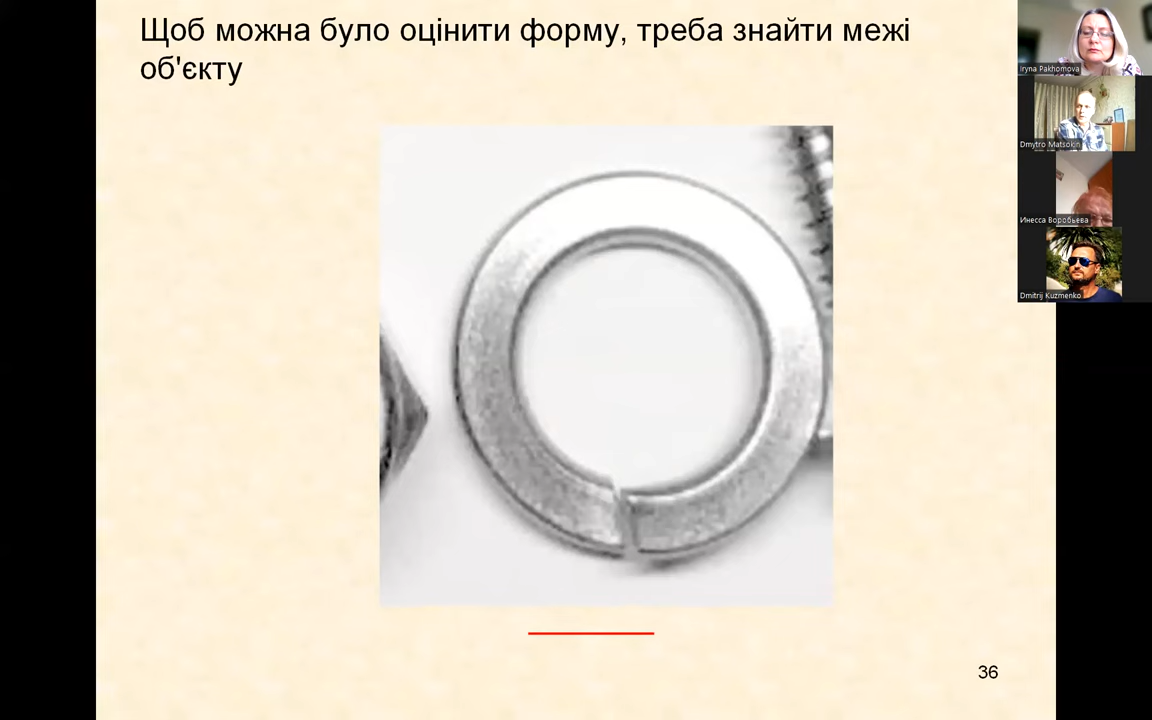 Щоб можна було оцінити форму, треба знайти межі
об'єкту
36
Iryna Pakhomova
Dmytro Matsokin
Инесса Воробьева
Dmitrij Kuzmenko